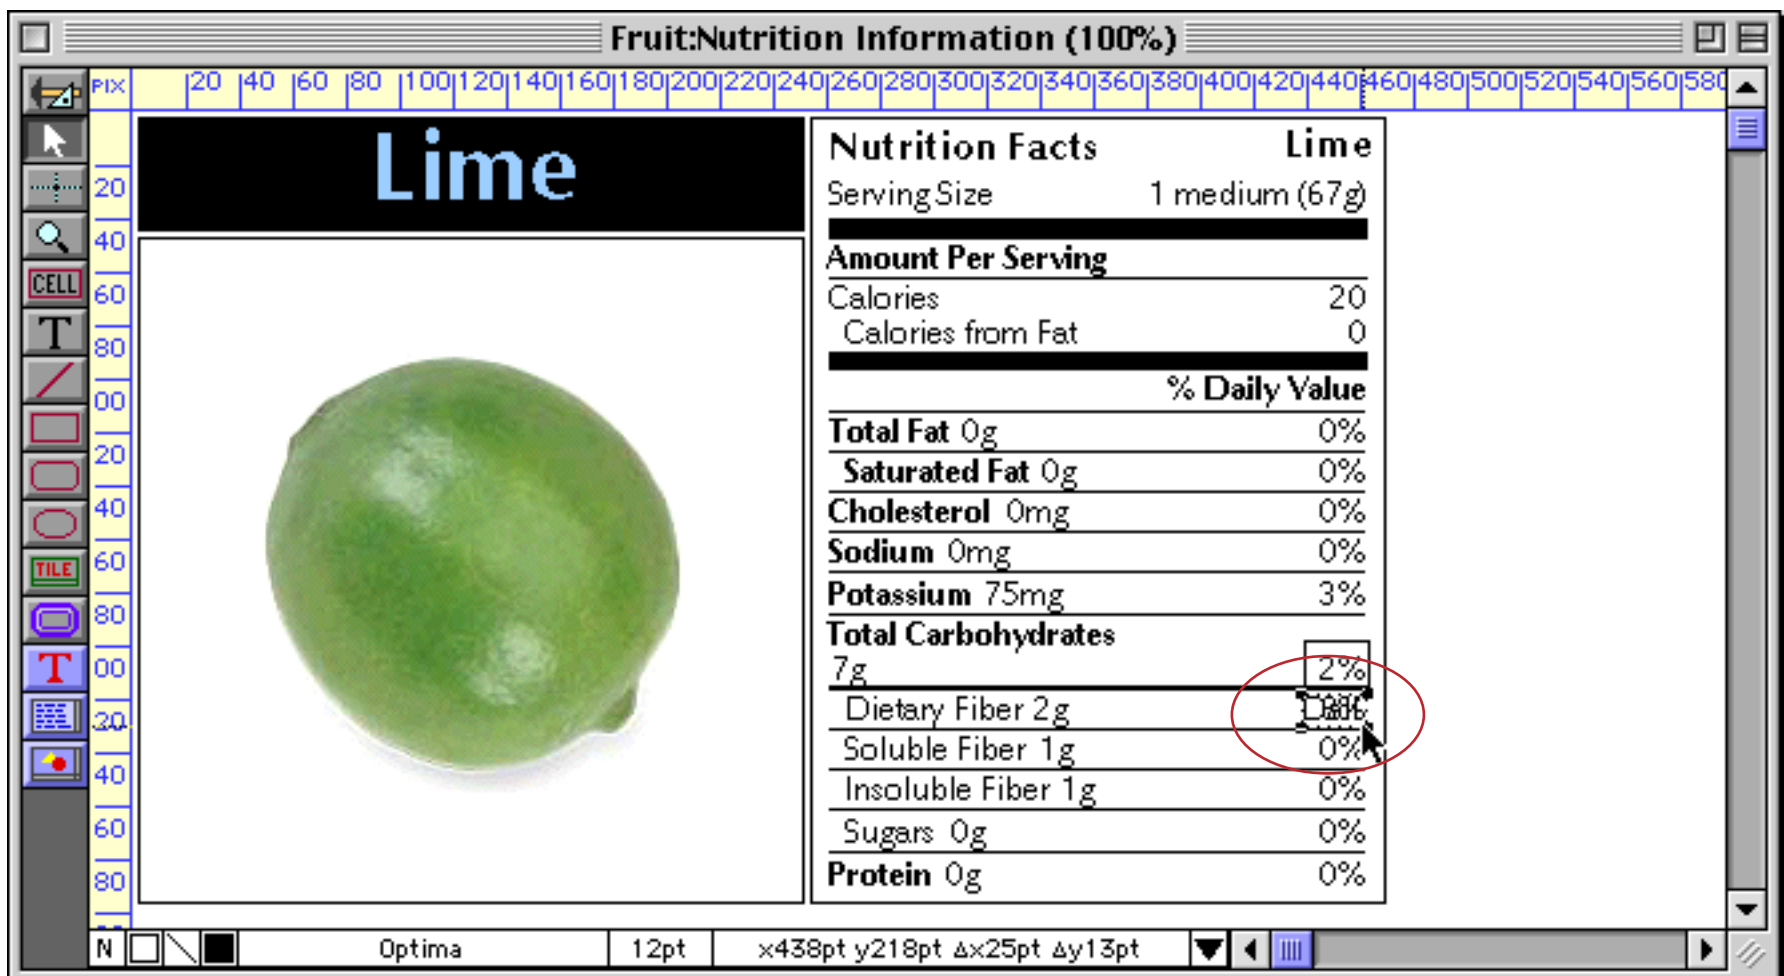 Fruit:Nutrition Information (100%)
PIX 20 40 60 80 100 120 140 160 180 200 220 240 260 280 300 320 340 360 380 400 420 440 460 480 500 520 540 560 580
20
40
60
80
00
20
40
60
80
00
20
40
60
80
CELL
T
TILE
T
Lime
Nutrition Facts Lime
Serving Size 1 medium (67g)
Amount Per Serving
Calories 20
Calories from Fat 0
% Daily Value
Total Fat 0g 0%
Saturated Fat 0g 0%
Cholesterol 0mg 0%
Sodium 0mg 0%
Potassium 75mg 3%
Total Carbohydrates
7g 2%
Dietary Fiber 2g
Soluble Fiber 1g 0%
Insoluble Fiber 1g 0%
Sugars 0g 0%
Protein 0g 0%
N Optima 12pt x438pt y218pt Δx25pt Δy13pt